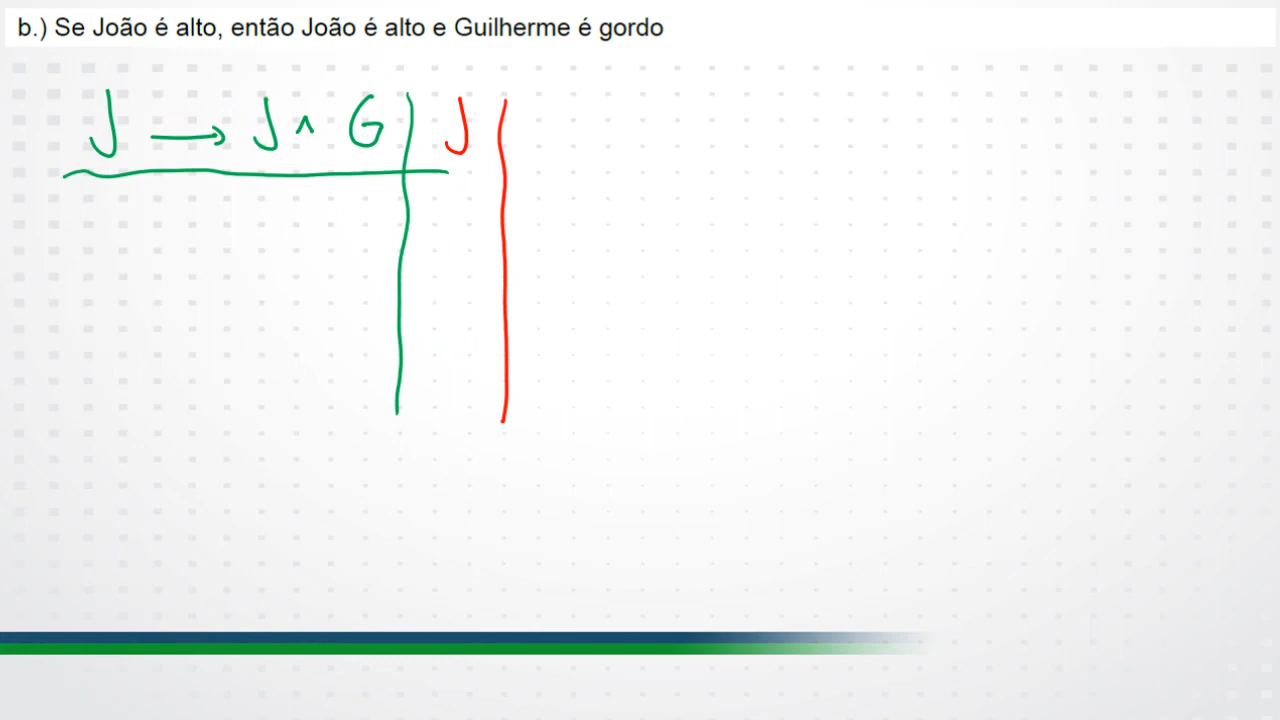 b.) Se João é alto, então João é alto e Guilherme é gordo
J → J ∧ G | J |